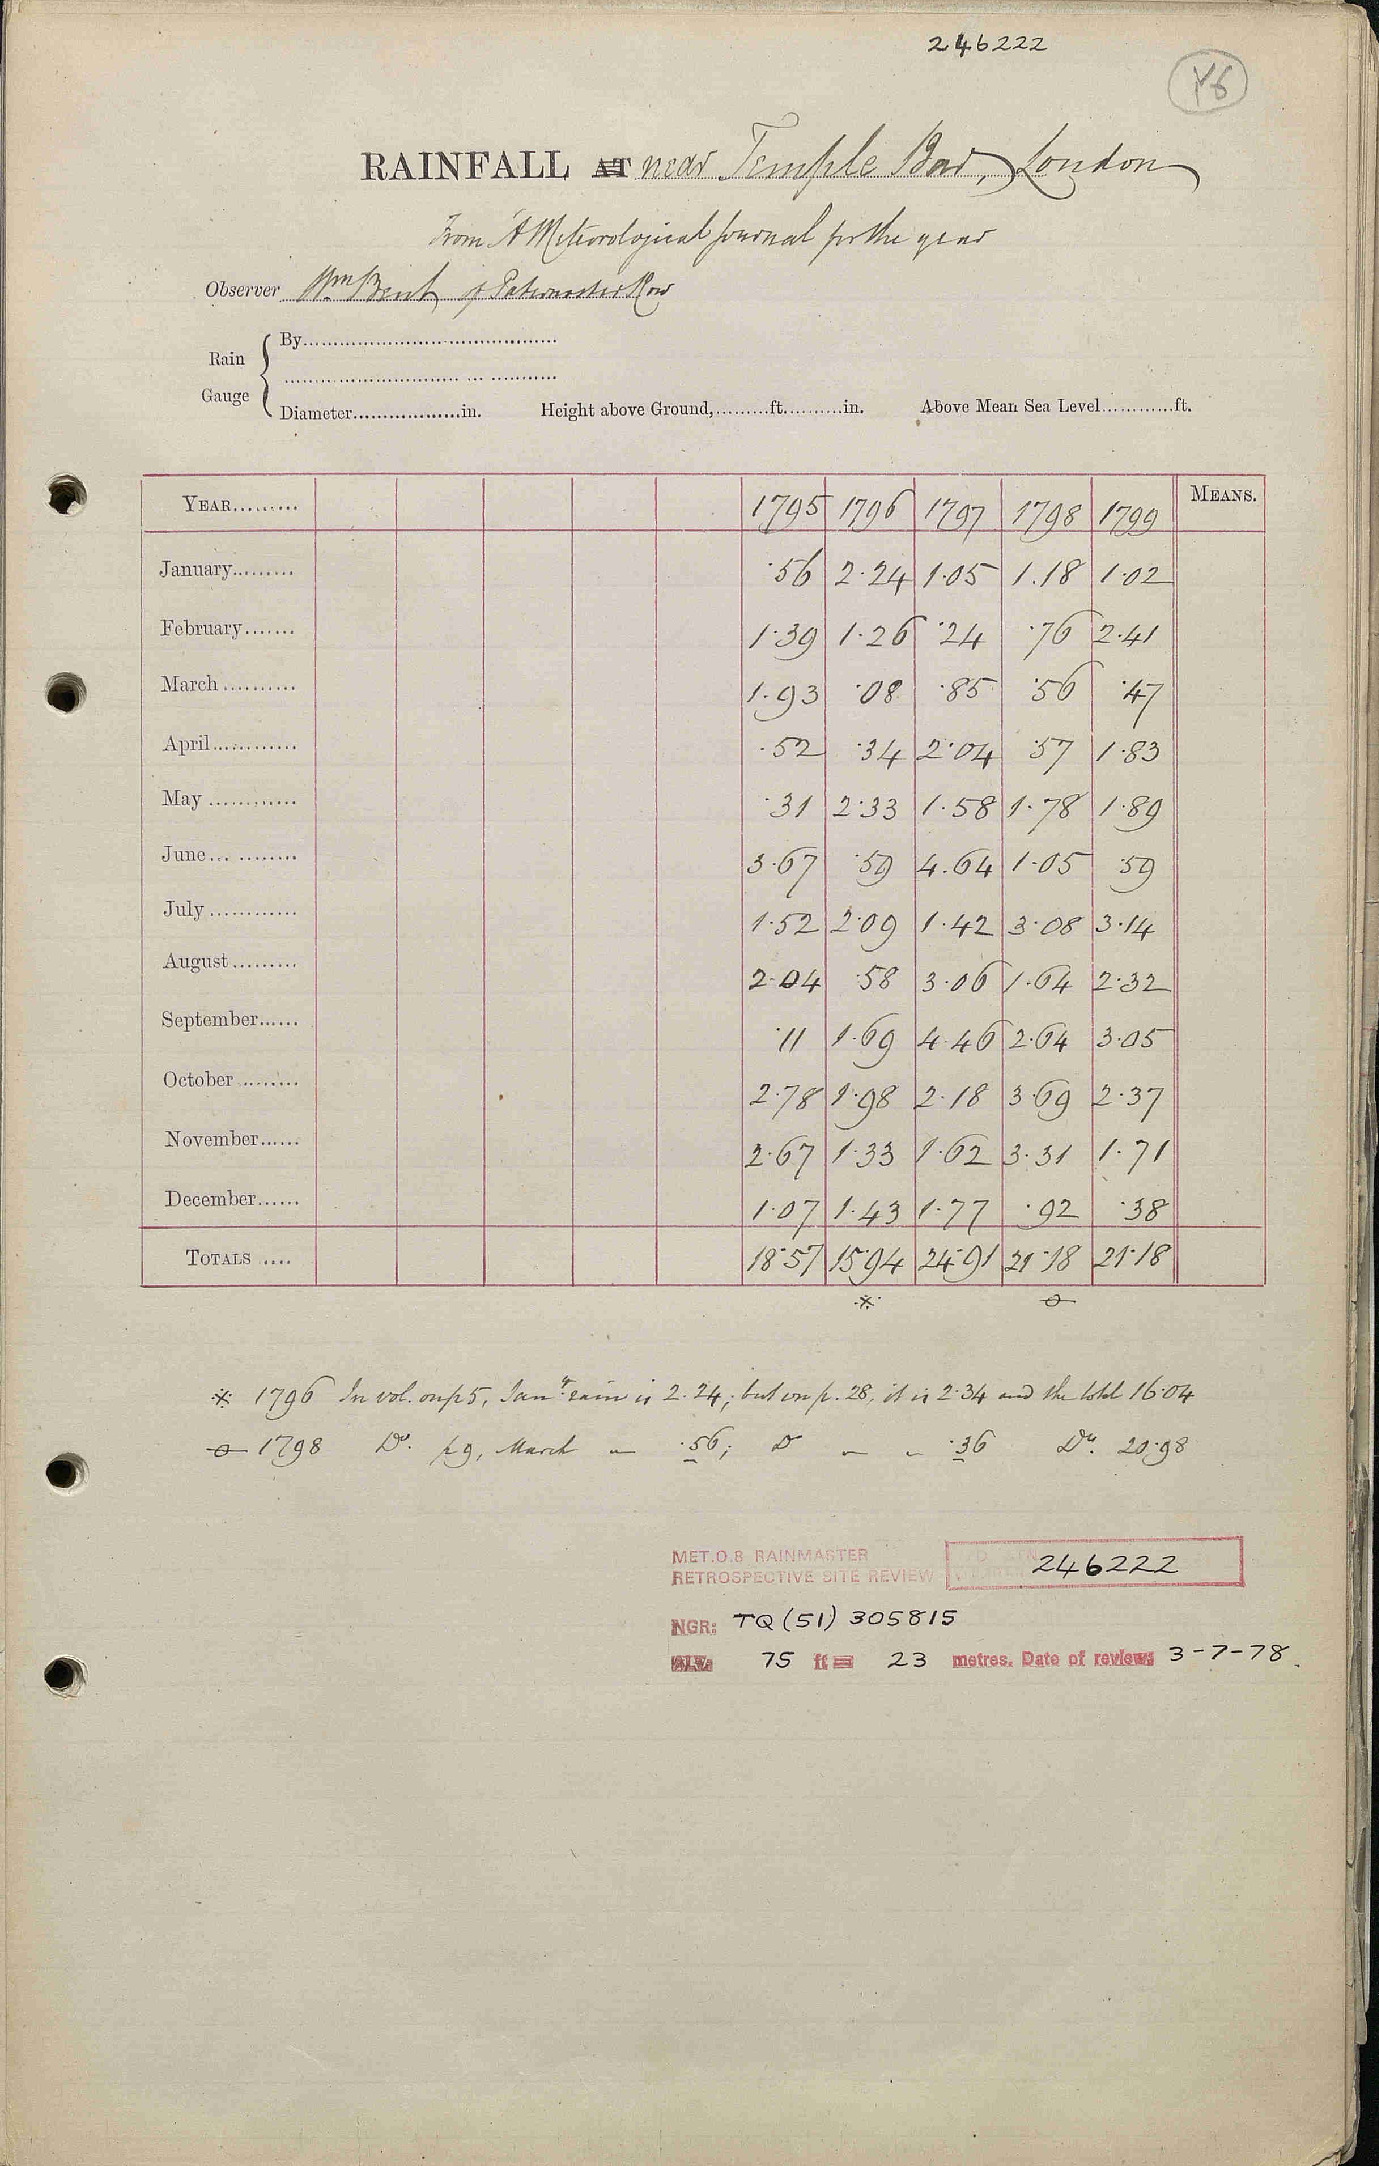 246222
Y6
RAINFALL AT near Temple Bar, London
From "A Meteorological Journal for the year
Observer Wm Bent, of Paternoster Row
Rain Gauge
By
Diameter in. Height above Ground, ft. in. Above Mean Sea Level ft.
YEAR 1795 1796 1797 1798 1799 MEANS.
January ·56 2·24 1·05 1.18 1·02
February 1·39 1·26 ·24 ·76 2·41
March 1·93 ·08 ·85 ·56 ·47
April ·52 ·34 2·04 ·57 1·83
May ·31 2·33 1·58 1·78 1·89
June 3·67 ·59 4·64 1·05 ·59
July 1·52 2·09 1·42 3·08 3·14
August 2·04 ·58 3·06 1·64 2·32
September ·11 1·69 4·46 2·64 3·05
October 2·78 1·98 2·18 3·69 2·37
November 2·67 1·33 1·62 3·31 1·71
December 1·07 1·43 1·77 ·92 ·38
TOTALS 18·57 15·94 24·91 21·18 21·18
※ 1796 In vol. on p 5, Jany rain is 2.24; but on p. 28, it is 2·34 and the total 16·04
1798 Do. p 9, March " ·56; D " " ·36 Do. 20·98
MET.O.8 RAINMASTER
RETROSPECTIVE SITE REVIEW 246222
NGR: TQ (51) 305815
ALT: 75 ft = 23 metres. Date of review: 3-7-78.